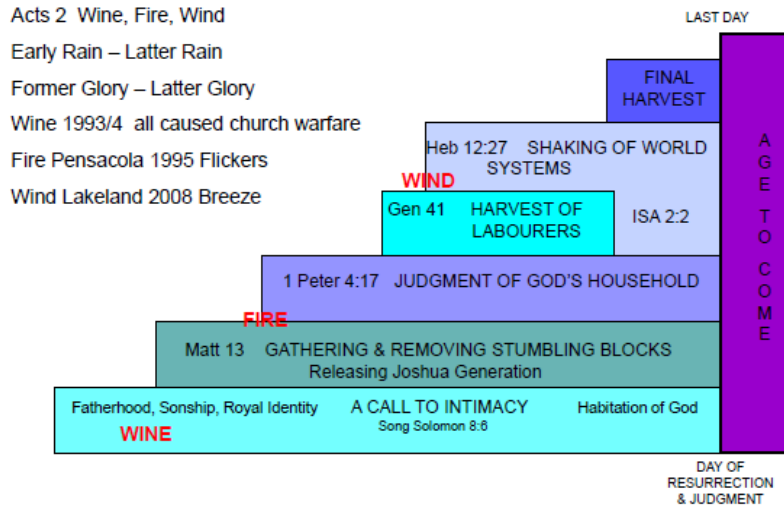 Acts 2 Wine, Fire, Wind
Early Rain – Latter Rain
Former Glory – Latter Glory
Wine 1993/4 all caused church warfare
Fire Pensacola 1995 Flickers
Wind Lakeland 2008 Breeze
LAST DAY
FINAL
HARVEST
Heb 12:27 SHAKING OF WORLD
SYSTEMS
WIND
Gen 41 HARVEST OF
LABOURERS
ISA 2:2
1 Peter 4:17 JUDGMENT OF GOD'S HOUSEHOLD
FIRE
Matt 13 GATHERING & REMOVING STUMBLING BLOCKS
Releasing Joshua Generation
Fatherhood, Sonship, Royal Identity A CALL TO INTIMACY Habitation of God
Song Solomon 8:6
WINE
AGE TO COME
DAY OF
RESURRECTION
& JUDGMENT